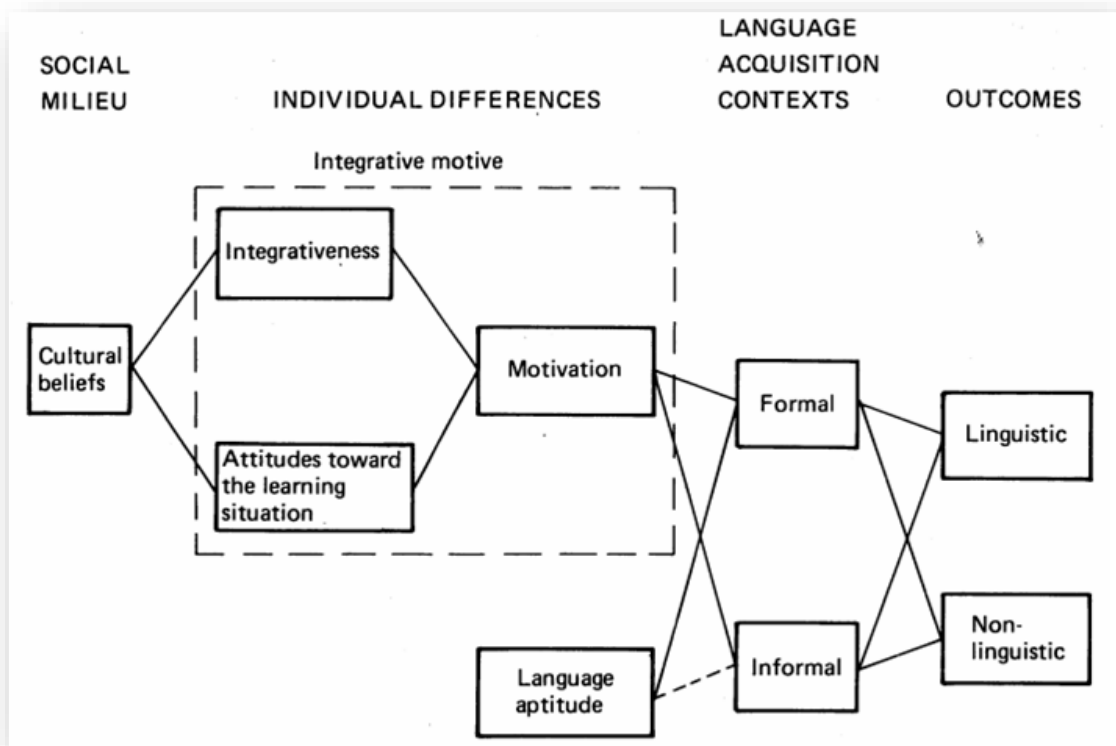 SOCIAL
MILIEU
INDIVIDUAL DIFFERENCES
LANGUAGE
ACQUISITION
CONTEXTS
OUTCOMES
Integrative motive
Integrativeness
Cultural
beliefs
Attitudes toward
the learning
situation
Motivation
Language
aptitude
Formal
Informal
Linguistic
Non-
linguistic